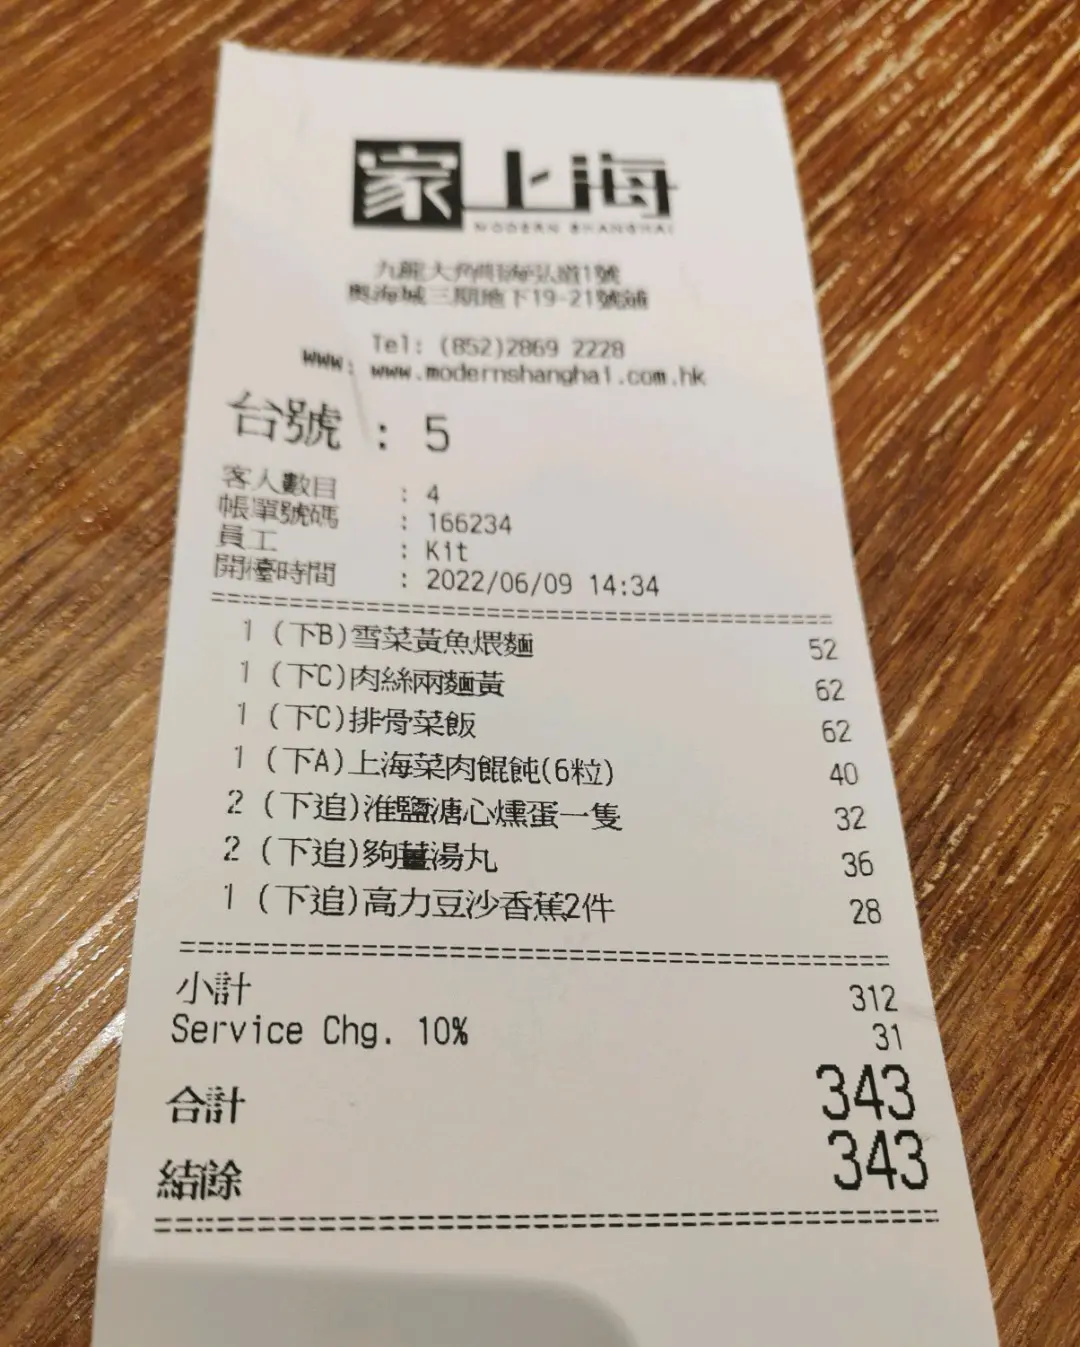 家上海
MODERN SHANGHAI
九龍大角咀海泓道1號
奧海城三期地下19-21號舖
Tel: (852)2869 2228
www: www.modernshanghai.com.hk
台號 : 5
客人數目 : 4
帳單號碼 : 166234
員工 : Kit
開檯時間 : 2022/06/09 14:34
1 (下B)雪菜黃魚煨麵 52
1 (下C)肉絲兩麵黃 62
1 (下C)排骨菜飯 62
1 (下A)上海菜肉餛飩(6粒) 40
2 (下追)淮鹽溏心燻蛋一隻 32
2 (下追)夠薑湯丸 36
1 (下追)高力豆沙香蕉2件 28
小計 312
Service Chg. 10% 31
合計 343
結餘 343